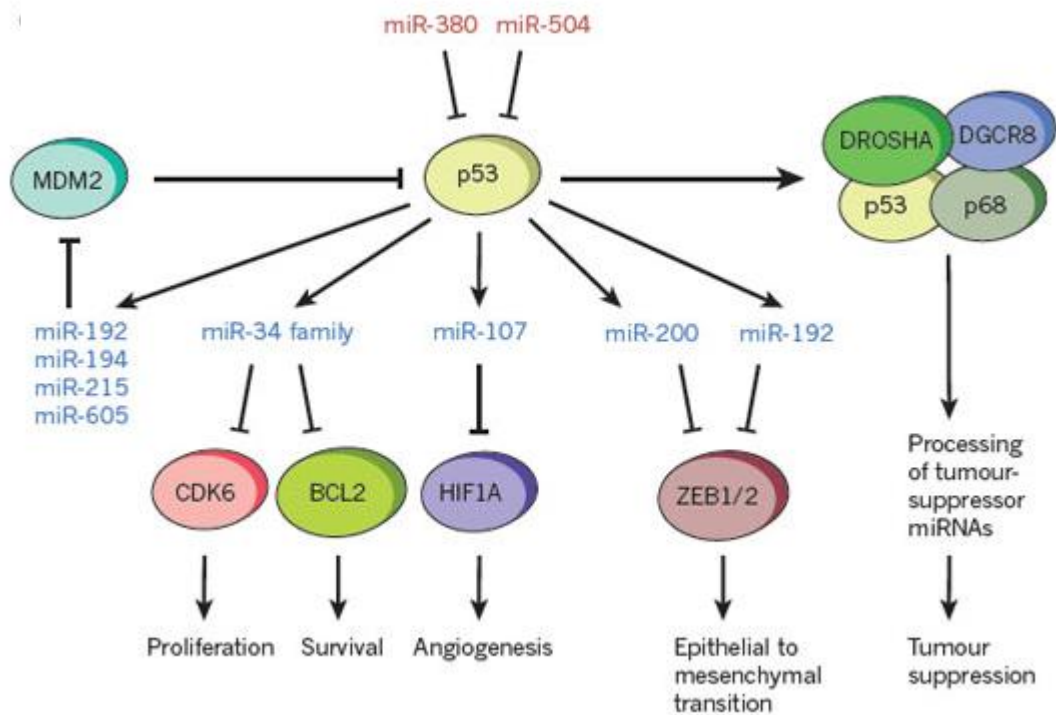 miR-380 miR-504
DROSHA DGCR8
MDM2 p53 p53 p68
miR-192 miR-34 family miR-107 miR-200 miR-192
miR-194
miR-215
miR-605
CDK6 BCL2 HIF1A ZEB1/2
Processing
of tumour-
suppressor
miRNAs
Proliferation Survival Angiogenesis
Epithelial to
mesenchymal
transition
Tumour
suppression